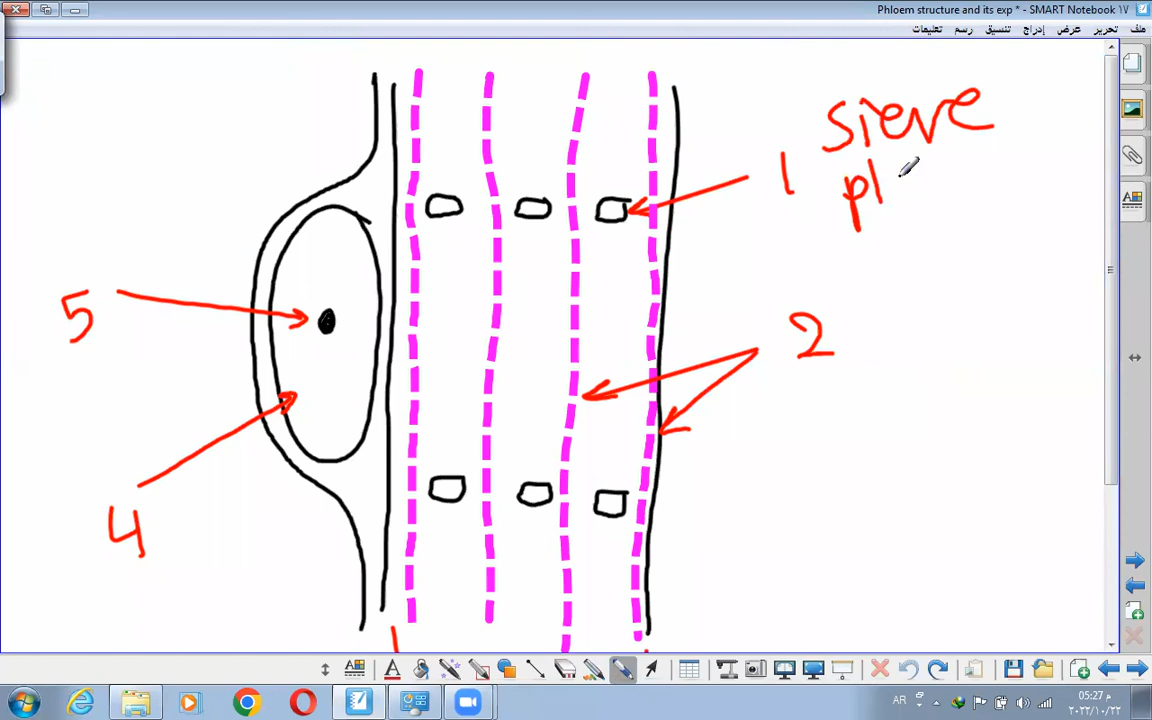 Phloem structure and its exp * - SMART Notebook ١٧
ملف تحرير عرض إدراج تنسيق رسم تعليمات
1 sieve
pl
5
2
4
AR
05:27 م
٢٠٢٢/١٠/٢٢